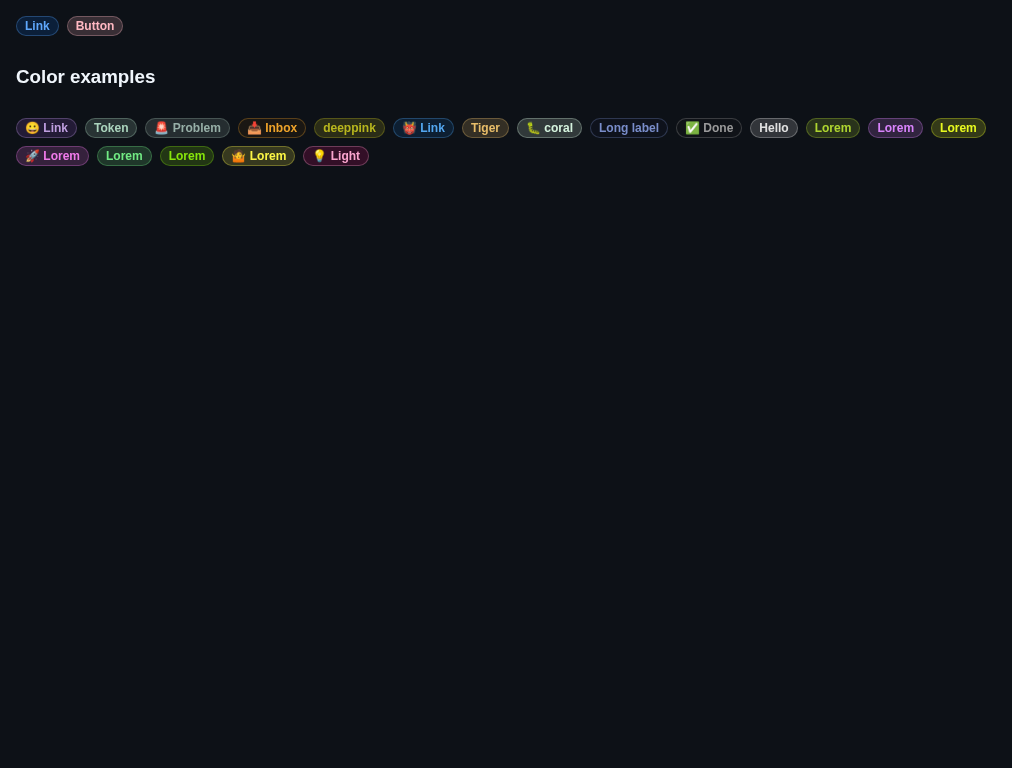 Link Button
Color examples
😀 Link Token 🚨 Problem 📥 Inbox deeppink 👹 Link Tiger 🐛 coral Long label ✅ Done Hello Lorem Lorem Lorem
🚀 Lorem Lorem Lorem 🤷 Lorem 💡 Light